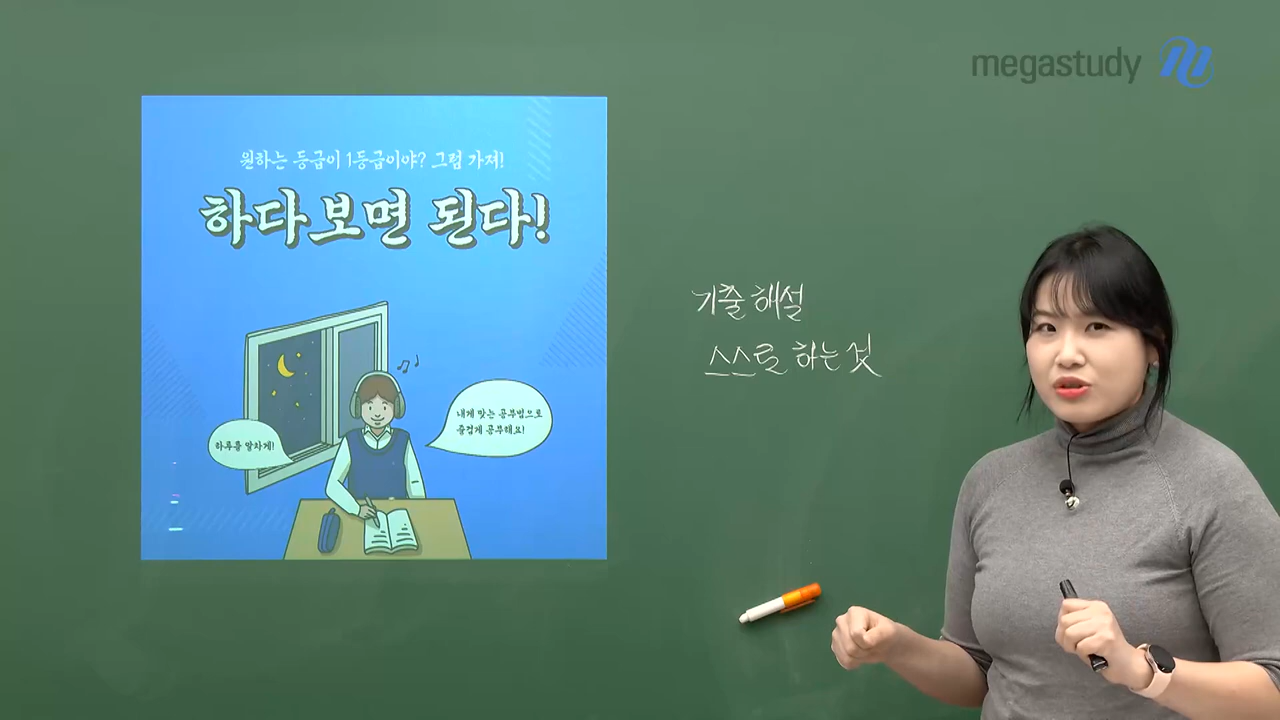 megastudy
원하는 등급이 1등급이야? 그럼 가져!
하다보면 된다!
하루를 알차게!
내게 맞는 공부법으로
즐겁게 공부해요!
기출 해설
스스로 하는 것